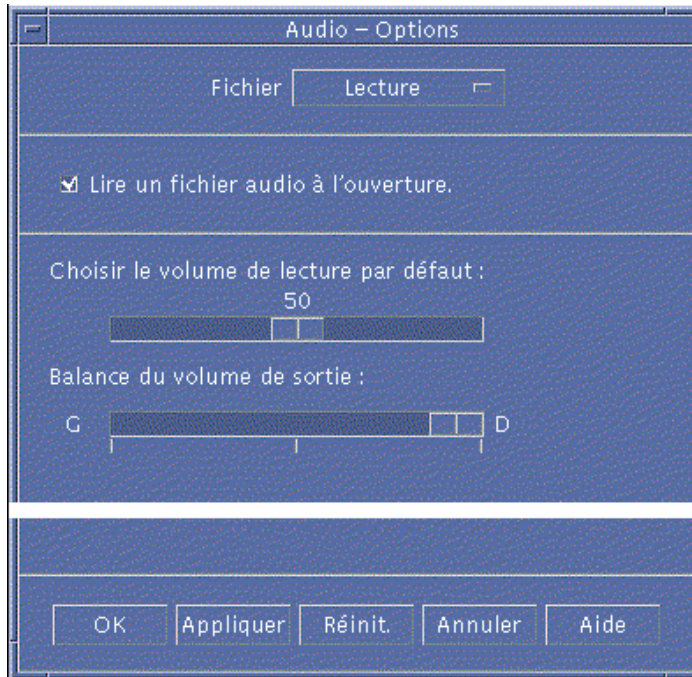 Audio – Options
Fichier Lecture
Lire un fichier audio à l'ouverture.
Choisir le volume de lecture par défaut :
50
Balance du volume de sortie :
G D
OK Appliquer Réinit. Annuler Aide